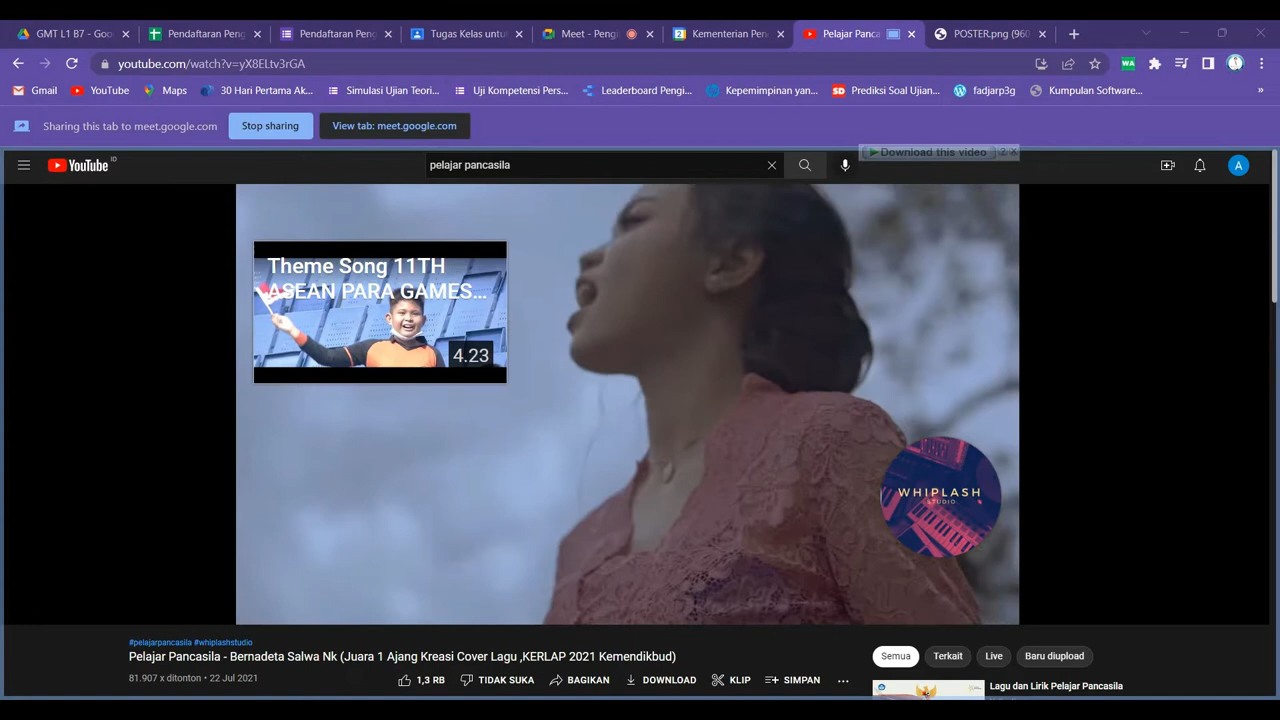 GMT L1 B7 - Goo
Pendaftaran Peng
Pendaftaran Peng
Tugas Kelas untu
Meet - Pengi
Kementerian Pen
Pelajar Panca
POSTER.png (960
youtube.com/watch?v=yX8ELtv3rGA
Gmail
YouTube
Maps
30 Hari Pertama Ak...
Simulasi Ujian Teori...
Uji Kompetensi Pers...
Leaderboard Pengi...
Kepemimpinan yan...
Prediksi Soal Ujian...
fadjarp3g
Kumpulan Software...
»
Sharing this tab to meet.google.com
Stop sharing
View tab: meet.google.com
YouTube ID
pelajar pancasila
Download this video ? X
A
Theme Song 11TH
ASEAN PARA GAMES...
4.23
WHIPLASH
STUDIO
#pelajarpancasila #whiplashstudio
Pelajar Pancasila - Bernadeta Salwa Nk (Juara 1 Ajang Kreasi Cover Lagu ,KERLAP 2021 Kemendikbud)
81.907 x ditonton • 22 Jul 2021
1,3 RB
TIDAK SUKA
BAGIKAN
DOWNLOAD
KLIP
SIMPAN
...
Semua
Terkait
Live
Baru diupload
Lagu dan Lirik Pelajar Pancasila